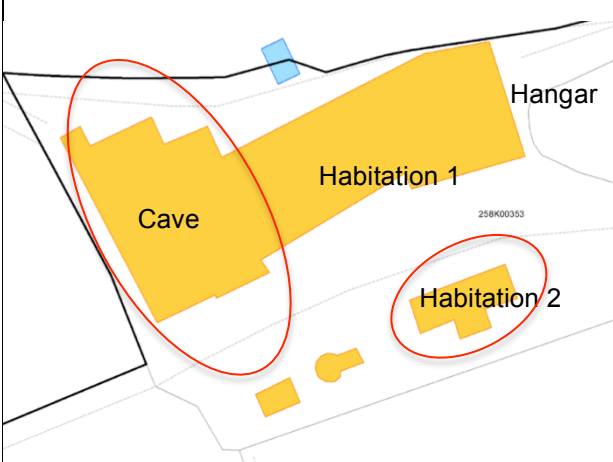 Hangar
Habitation 1
Cave
258K00353
Habitation 2